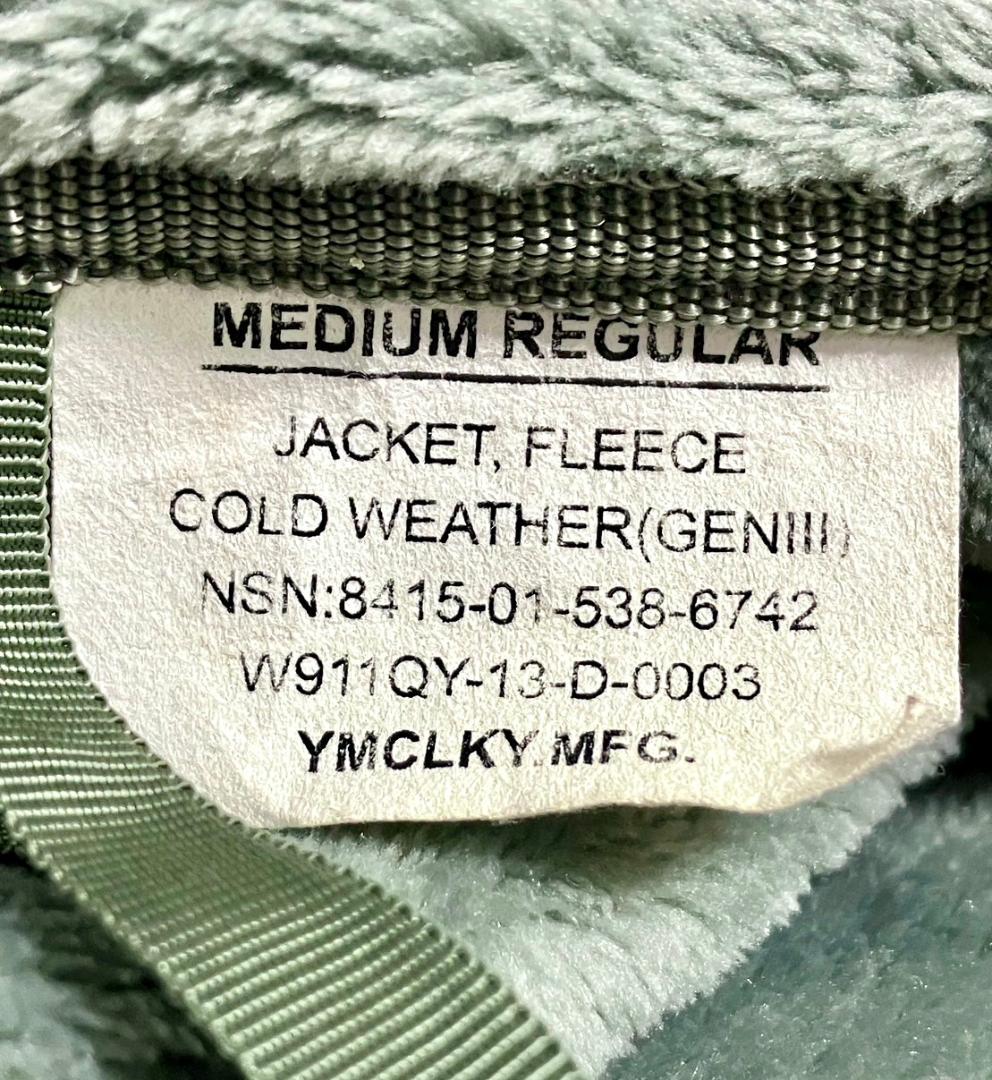 MEDIUM REGULAR
JACKET, FLEECE
COLD WEATHER(GENIII)
NSN:8415-01-538-6742
W911QY-13-D-0003
YMCLKY.MFG.